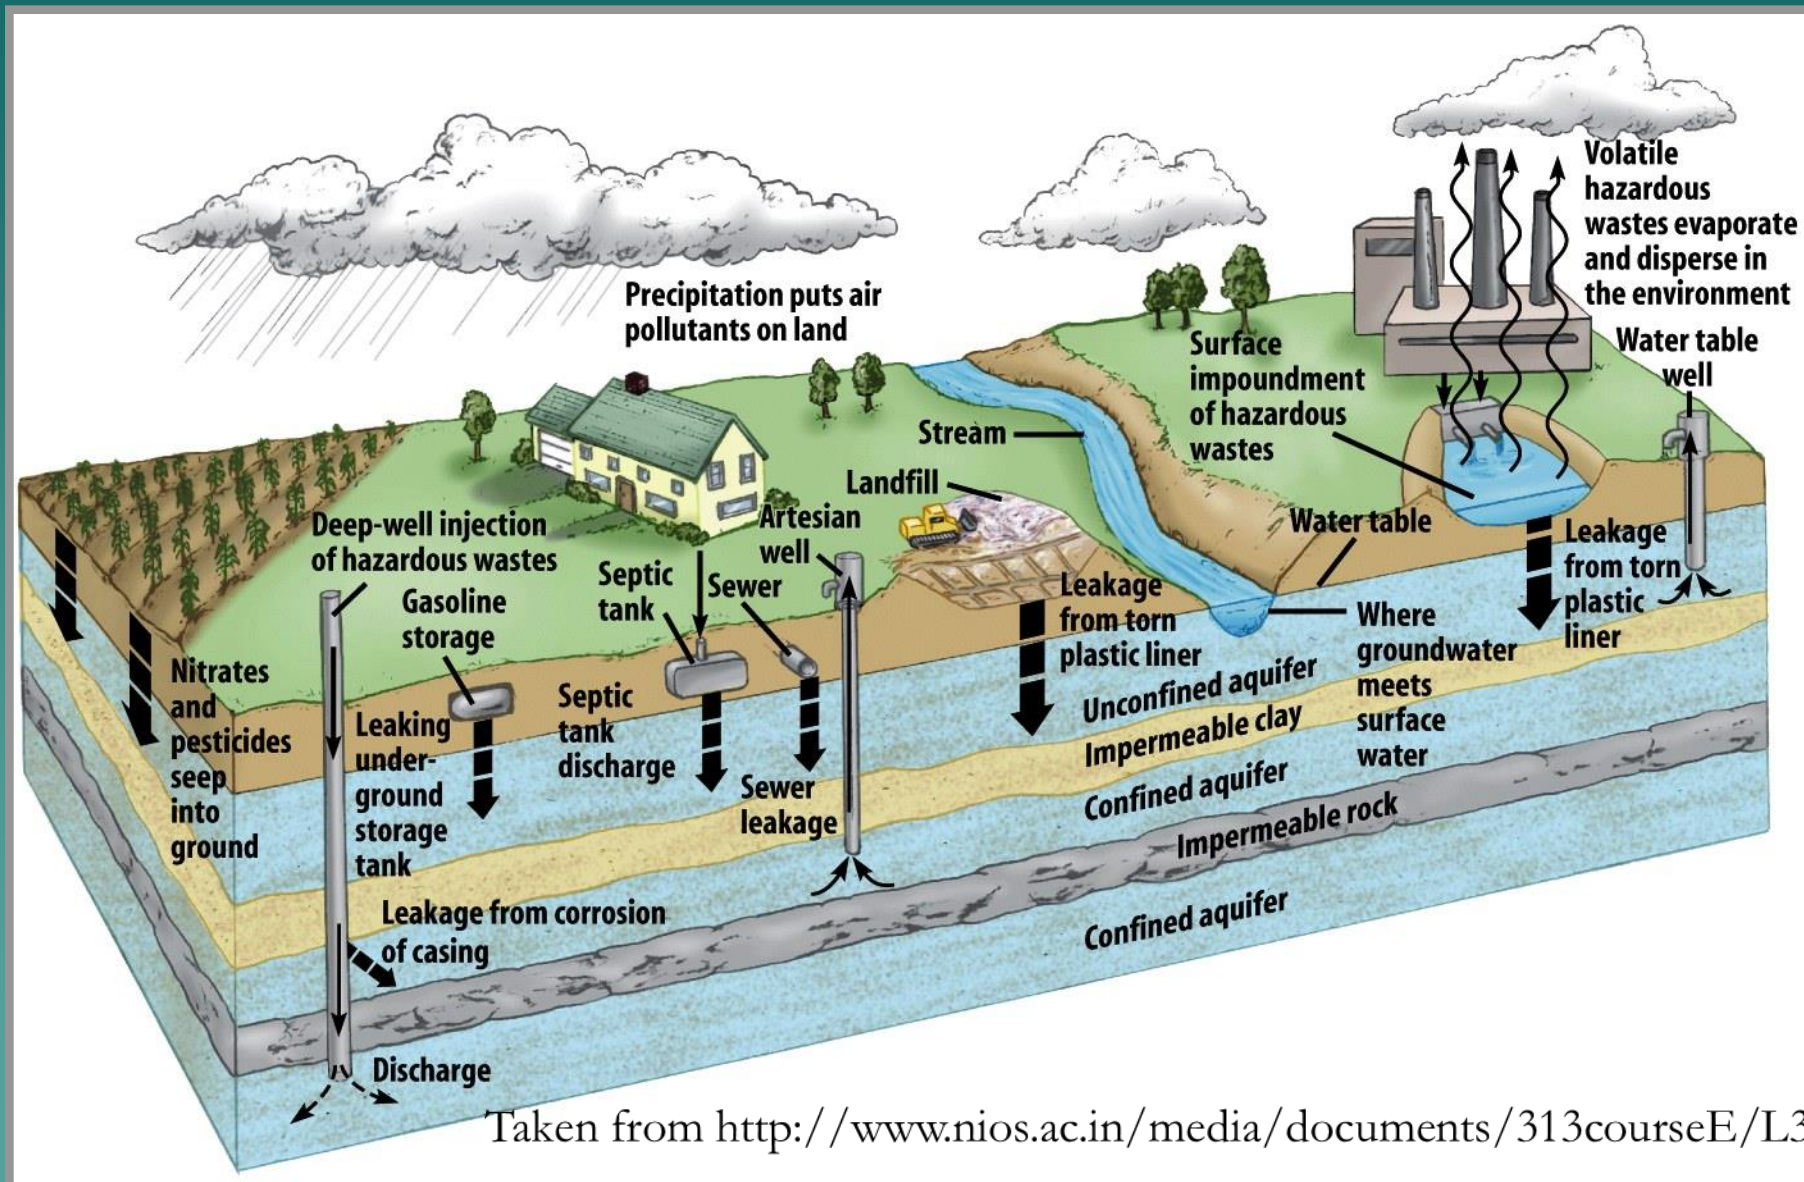 Volatile
hazardous
wastes evaporate
and disperse in
the environment
Precipitation puts air
pollutants on land
Water table
well
Surface
impoundment
of hazardous
wastes
Stream
Landfill
Artesian
well
Water table
Deep-well injection
of hazardous wastes
Septic
tank
Sewer
Gasoline
storage
Leakage
from torn
plastic liner
Leakage
from torn
plastic
liner
Where
groundwater
meets
surface
water
Nitrates
and
pesticides
seep
into
ground
Leaking
under-
ground
storage
tank
Septic
tank
discharge
Sewer
leakage
Unconfined aquifer
Impermeable clay
Confined aquifer
Impermeable rock
Confined aquifer
Leakage from corrosion
of casing
Discharge
Taken from http://www.nios.ac.in/media/documents/313courseE/L3